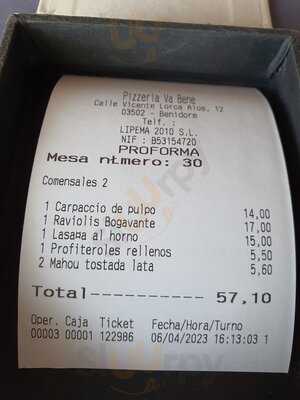 Pizzeria Va Bene
Calle Vicente Lorca Alos, 12
03502 - Benidorm
Telf. :
LIPEMA 2010 S.L.
NIF : B53154720
PROFORMA
Mesa número: 30
Comensales 2
1 Carpaccio de pulpo 14,00
1 Raviolis Bogavante 17,00
1 Lasaña al horno 15,00
1 Profiteroles rellenos 5,50
2 Mahou tostada lata 5,60
Total---------- 57,10
Oper. Caja Ticket Fecha/Hora/Turno
00003 00001 122986 06/04/2023 16:13:03 1